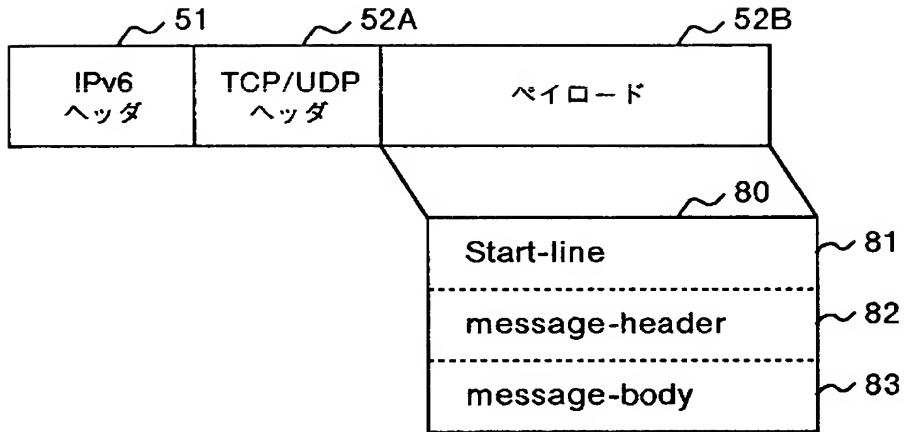 51
52A
52B
IPv6
ヘッダ
TCP/UDP
ヘッダ
ペイロード
80
Start-line
81
message-header
82
message-body
83